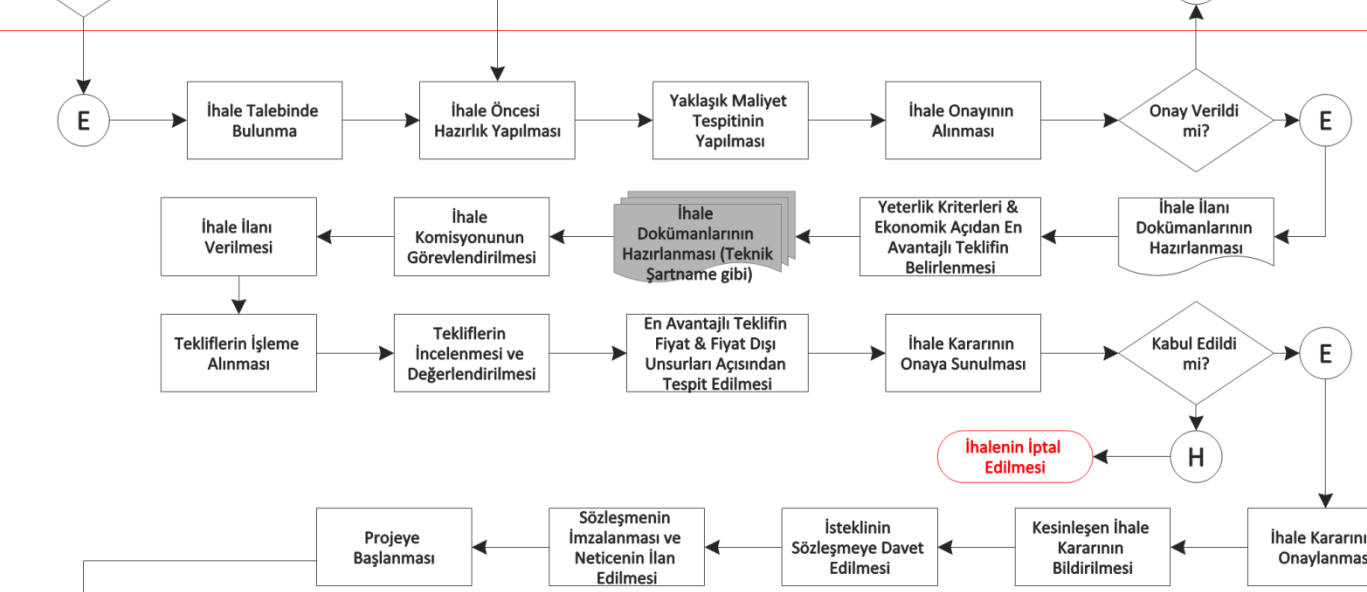 E
İhale Talebinde
Bulunma
İhale Öncesi
Hazırlık Yapılması
Yaklaşık Maliyet
Tespitinin
Yapılması
İhale Onayının
Alınması
Onay Verildi
mi?
E
İhale İlanı
Dokümanlarının
Hazırlanması
Yeterlik Kriterleri &
Ekonomik Açıdan En
Avantajlı Teklifin
Belirlenmesi
İhale
Dokümanlarının
Hazırlanması (Teknik
Şartname gibi)
İhale
Komisyonunun
Görevlendirilmesi
İhale İlanı
Verilmesi
Tekliflerin İşleme
Alınması
Tekliflerin
İncelenmesi ve
Değerlendirilmesi
En Avantajlı Teklifin
Fiyat & Fiyat Dışı
Unsurları Açısından
Tespit Edilmesi
İhale Kararının
Onaya Sunulması
Kabul Edildi
mi?
E
H
İhalenin İptal
Edilmesi
İhale Kararını
Onaylanmas
Kesinleşen İhale
Kararının
Bildirilmesi
İsteklinin
Sözleşmeye Davet
Edilmesi
Sözleşmenin
İmzalanması ve
Neticenin İlan
Edilmesi
Projeye
Başlanması